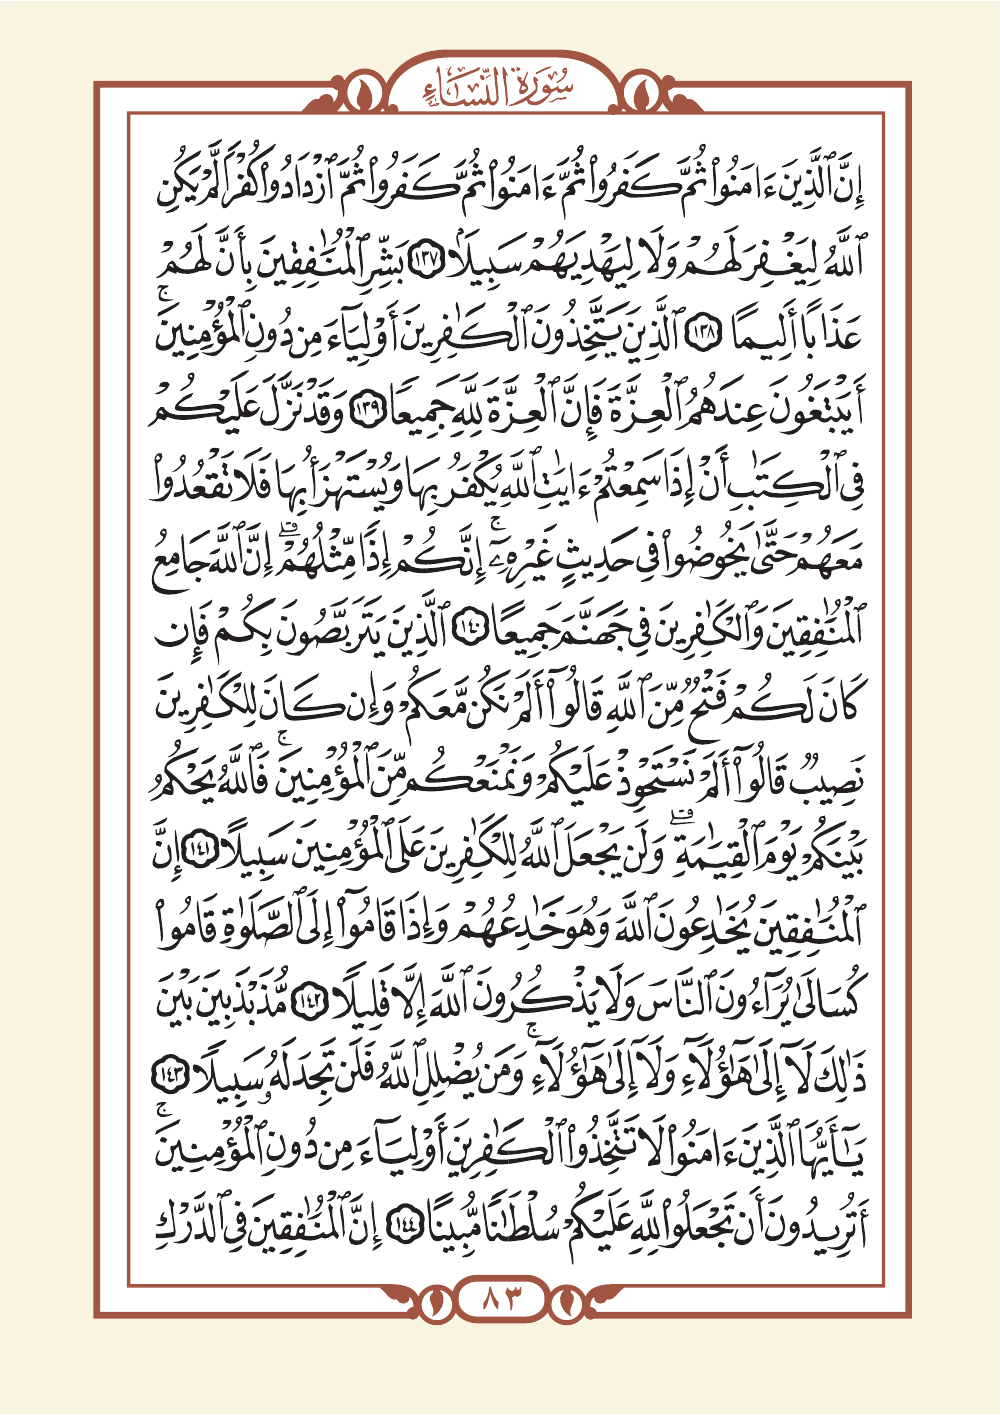 سُورَةُ النِّسَاءِ
إِنَّ ٱلَّذِينَ ءَامَنُوا۟ ثُمَّ كَفَرُوا۟ ثُمَّ ءَامَنُوا۟ ثُمَّ كَفَرُوا۟ ثُمَّ ٱزْدَادُوا۟ كُفْرًا لَّمْ يَكُنِ
ٱللَّهُ لِيَغْفِرَ لَهُمْ وَلَا لِيَهْدِيَهُمْ سَبِيلًۢا ١٣٧ بَشِّرِ ٱلْمُنَٰفِقِينَ بِأَنَّ لَهُمْ
عَذَابًا أَلِيمًا ١٣٨ ٱلَّذِينَ يَتَّخِذُونَ ٱلْكَٰفِرِينَ أَوْلِيَآءَ مِن دُونِ ٱلْمُؤْمِنِينَ ۚ
أَيَبْتَغُونَ عِندَهُمُ ٱلْعِزَّةَ فَإِنَّ ٱلْعِزَّةَ لِلَّهِ جَمِيعًا ١٣٩ وَقَدْ نَزَّلَ عَلَيْكُمْ
فِى ٱلْكِتَٰبِ أَنْ إِذَا سَمِعْتُمْ ءَايَٰتِ ٱللَّهِ يُكْفَرُ بِهَا وَيُسْتَهْزَأُ بِهَا فَلَا تَقْعُدُوا۟
مَعَهُمْ حَتَّىٰ يَخُوضُوا۟ فِى حَدِيثٍ غَيْرِهِۦٓ ۚ إِنَّكُمْ إِذًا مِّثْلُهُمْ ۗ إِنَّ ٱللَّهَ جَامِعُ
ٱلْمُنَٰفِقِينَ وَٱلْكَٰفِرِينَ فِى جَهَنَّمَ جَمِيعًا ١٤٠ ٱلَّذِينَ يَتَرَبَّصُونَ بِكُمْ فَإِن
كَانَ لَكُمْ فَتْحٌ مِّنَ ٱللَّهِ قَالُوٓا۟ أَلَمْ نَكُن مَّعَكُمْ وَإِن كَانَ لِلْكَٰفِرِينَ
نَصِيبٌ قَالُوٓا۟ أَلَمْ نَسْتَحْوِذْ عَلَيْكُمْ وَنَمْنَعْكُم مِّنَ ٱلْمُؤْمِنِينَ ۚ فَٱللَّهُ يَحْكُمُ
بَيْنَكُمْ يَوْمَ ٱلْقِيَٰمَةِ ۗ وَلَن يَجْعَلَ ٱللَّهُ لِلْكَٰفِرِينَ عَلَى ٱلْمُؤْمِنِينَ سَبِيلًا ١٤١ إِنَّ
ٱلْمُنَٰفِقِينَ يُخَٰدِعُونَ ٱللَّهَ وَهُوَ خَٰدِعُهُمْ وَإِذَا قَامُوٓا۟ إِلَى ٱلصَّلَوٰةِ قَامُوا۟
كُسَالَىٰ يُرَآءُونَ ٱلنَّاسَ وَلَا يَذْكُرُونَ ٱللَّهَ إِلَّا قَلِيلًا ١٤٢ مُّذَبْذَبِينَ بَيْنَ
ذَٰلِكَ لَآ إِلَىٰ هَٰٓؤُلَآءِ وَلَآ إِلَىٰ هَٰٓؤُلَآءِ ۚ وَمَن يُضْلِلِ ٱللَّهُ فَلَن تَجِدَ لَهُۥ سَبِيلًا ١٤٣
يَٰٓأَيُّهَا ٱلَّذِينَ ءَامَنُوا۟ لَا تَتَّخِذُوا۟ ٱلْكَٰفِرِينَ أَوْلِيَآءَ مِن دُونِ ٱلْمُؤْمِنِينَ ۚ
أَتُرِيدُونَ أَن تَجْعَلُوا۟ لِلَّهِ عَلَيْكُمْ سُلْطَٰنًا مُّبِينًا ١٤٤ إِنَّ ٱلْمُنَٰفِقِينَ فِى ٱلدَّرْكِ
٨٣